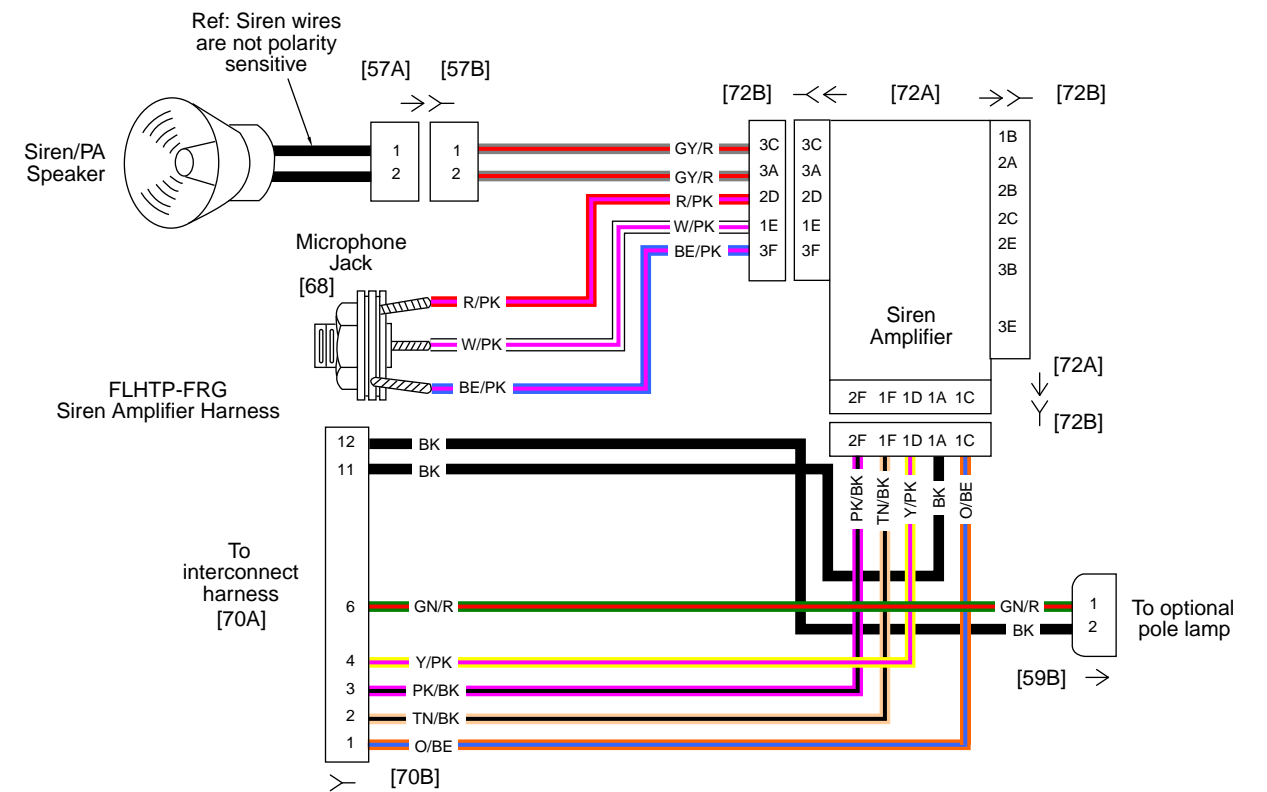 Ref: Siren wires
are not polarity
sensitive
[57A]
[57B]
[72B]
[72A]
[72B]
Siren/PA
Speaker
1
2
1
2
GY/R
GY/R
R/PK
W/PK
BE/PK
3C
3A
2D
1E
3F
3C
3A
2D
1E
3F
1B
2A
2B
2C
2E
3B
3E
Siren
Amplifier
Microphone
Jack
[68]
R/PK
W/PK
BE/PK
FLHTP-FRG
Siren Amplifier Harness
2F 1F 1D 1A 1C
[72A]
[72B]
2F 1F 1D 1A 1C
PK/BK
TN/BK
Y/PK
BK
O/BE
12 BK
11 BK
To
interconnect
harness
[70A]
6 GN/R
GN/R 1
BK 2
To optional
pole lamp
[59B]
4 Y/PK
3 PK/BK
2 TN/BK
1 O/BE
[70B]